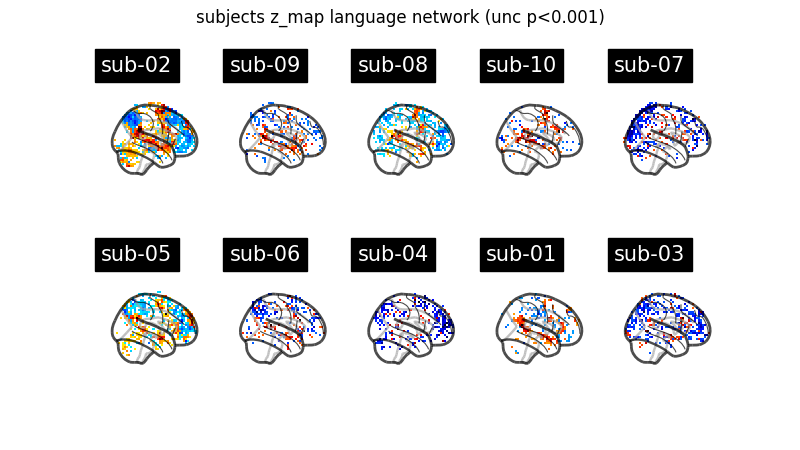 subjects z_map language network (unc p<0.001)
sub-02 sub-09 sub-08 sub-10 sub-07
sub-05 sub-06 sub-04 sub-01 sub-03